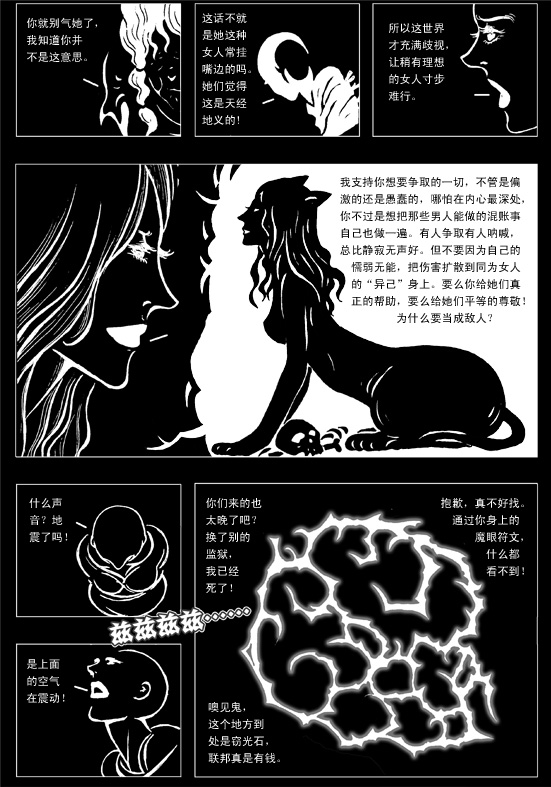 你就别气她了，
我知道你并
不是这意思。
这话不就
是她这种
女人常挂
嘴边的吗。
她们觉得
这是天经
地义的！
所以这世界
才充满歧视，
让稍有理想
的女人寸步
难行。
我支持你想要争取的一切，不管是偏
激的还是愚蠢的，哪怕在内心最深处，
你不过是想把那些男人能做的混账事
自己也做一遍。有人争取有人呐喊，
总比静寂无声好。但不要因为自己的
懦弱无能，把伤害扩散到同为女人
的“异己”身上。要么你给她们真
正的帮助，要么给她们平等的尊敬！
为什么要当成敌人？
什么声
音？地
震了吗！
你们来的也
太晚了吧？
换了别的
监狱，
我已经
死了！
抱歉，真不好找。
通过你身上的
魔眼符文，
什么都
看不到！
兹兹兹兹……
是上面
的空气
在震动！
噢见鬼，
这个地方到
处是窃光石，
联邦真是有钱。